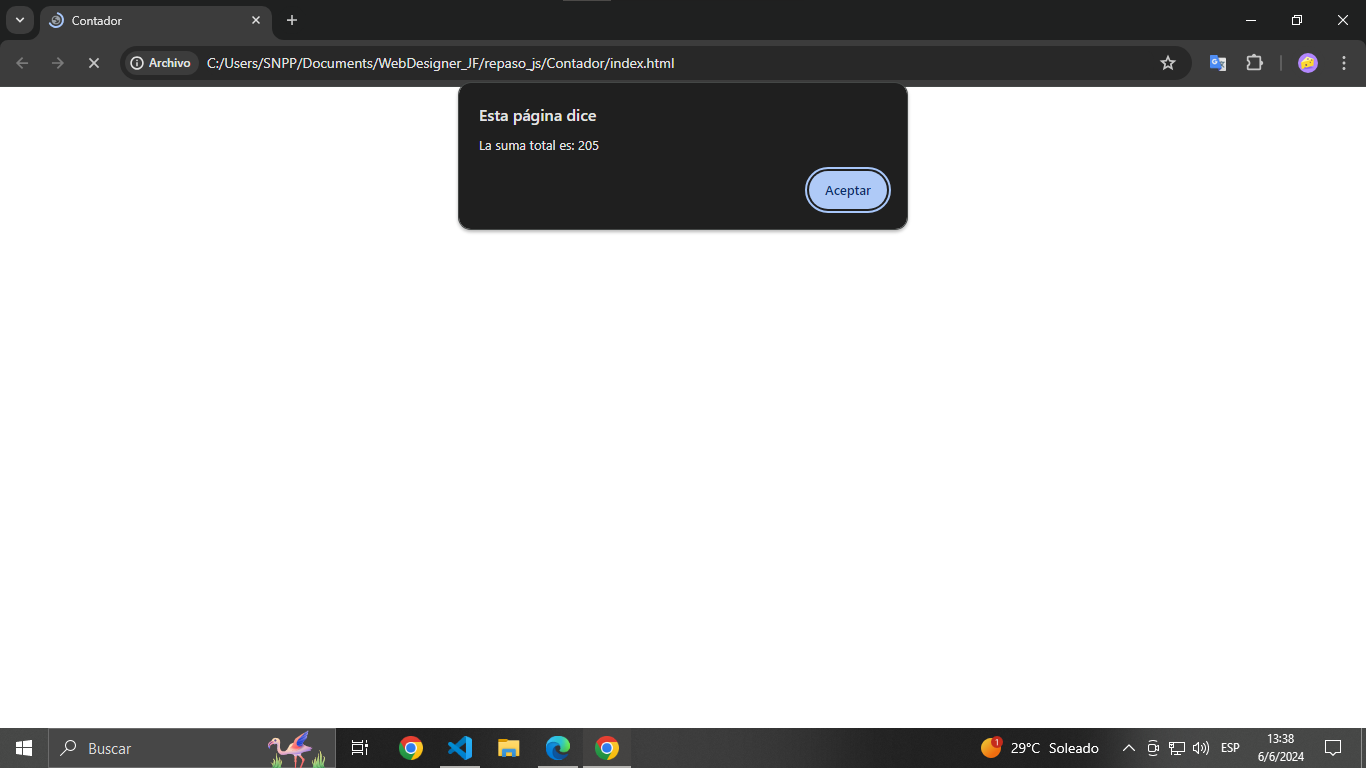 Contador
Archivo
C:/Users/SNPP/Documents/WebDesigner_JF/repaso_js/Contador/index.html
Esta página dice
La suma total es: 205
Aceptar
Buscar
1
29°C Soleado
ESP
13:38
6/6/2024